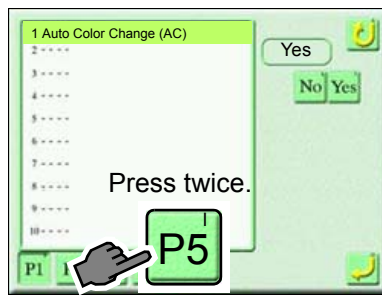 1 Auto Color Change (AC)
2 - - - -
3 - - - -
4 - - - -
5 - - - -
6 - - - -
7 - - - -
8 - - - -
9 - - - -
10 - - - -
Yes
No Yes
Press twice.
P1
P5